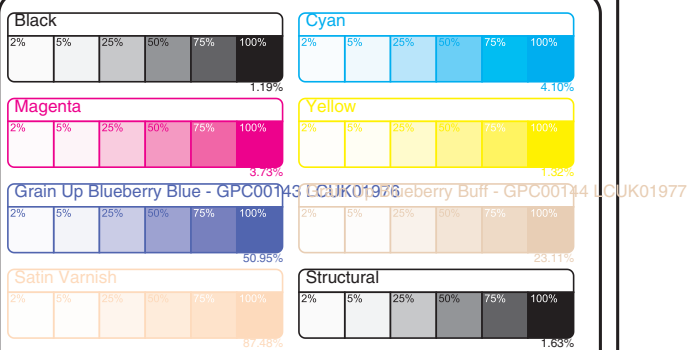 Black
2% 5% 25% 50% 75% 100%
1.19%
Cyan
2% 5% 25% 50% 75% 100%
4.10%
Magenta
2% 5% 25% 50% 75% 100%
3.73%
Yellow
2% 5% 25% 50% 75% 100%
1.32%
Grain Up Blueberry Blue - GPC00143 LCUK01976
2% 5% 25% 50% 75% 100%
50.95%
Grain Up Blueberry Buff - GPC00144 LCUK01977
2% 5% 25% 50% 75% 100%
23.11%
Satin Varnish
2% 5% 25% 50% 75% 100%
87.48%
Structural
2% 5% 25% 50% 75% 100%
1.63%